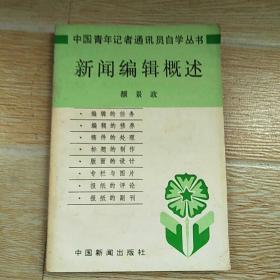 中国青年记者通讯员自学丛书
新闻编辑概述
颜景政
·编辑的任务
·编辑的修养
·稿件的处理
·标题的制作
·版面的设计
·专栏与图片
·报纸的评论
·报纸的副刊
中国新闻出版社